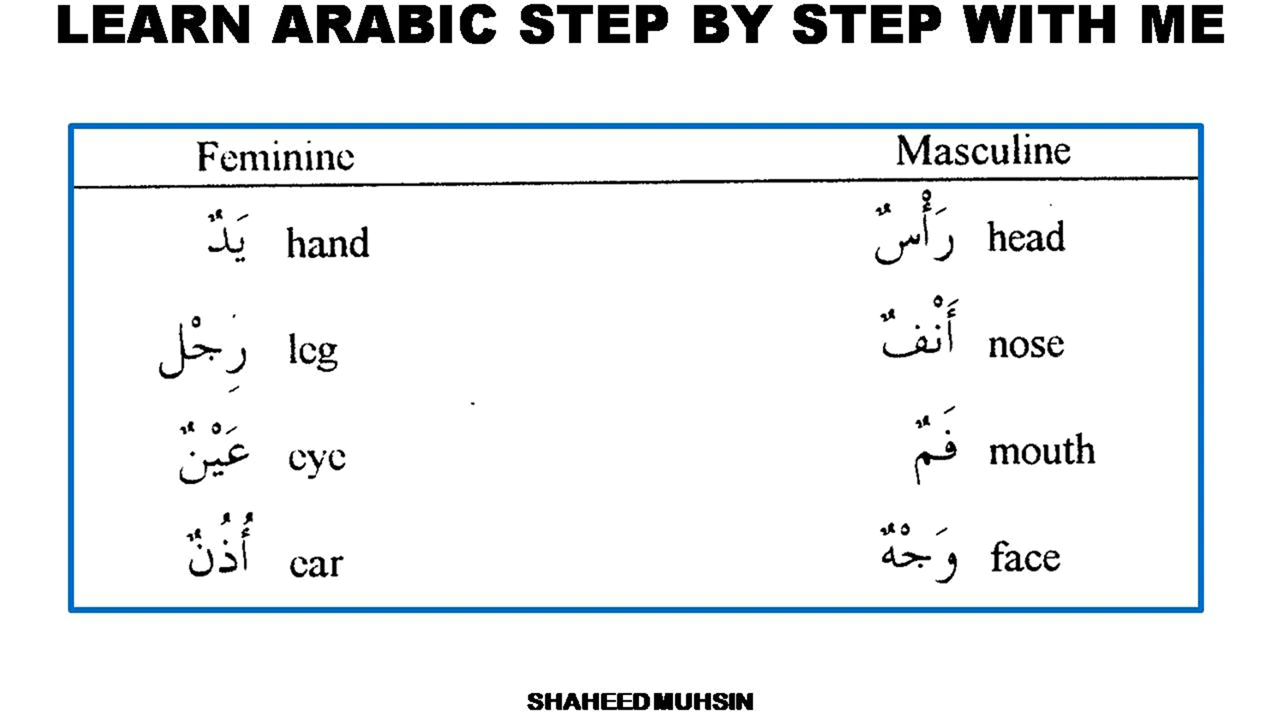 LEARN ARABIC STEP BY STEP WITH ME
Feminine Masculine
يَدٌ hand رَأْسٌ head
رِجْل leg أَنْفٌ nose
عَيْنٌ eye فَمٌ mouth
أُذُنٌ ear وَجْهٌ face
SHAHEED MUHSIN